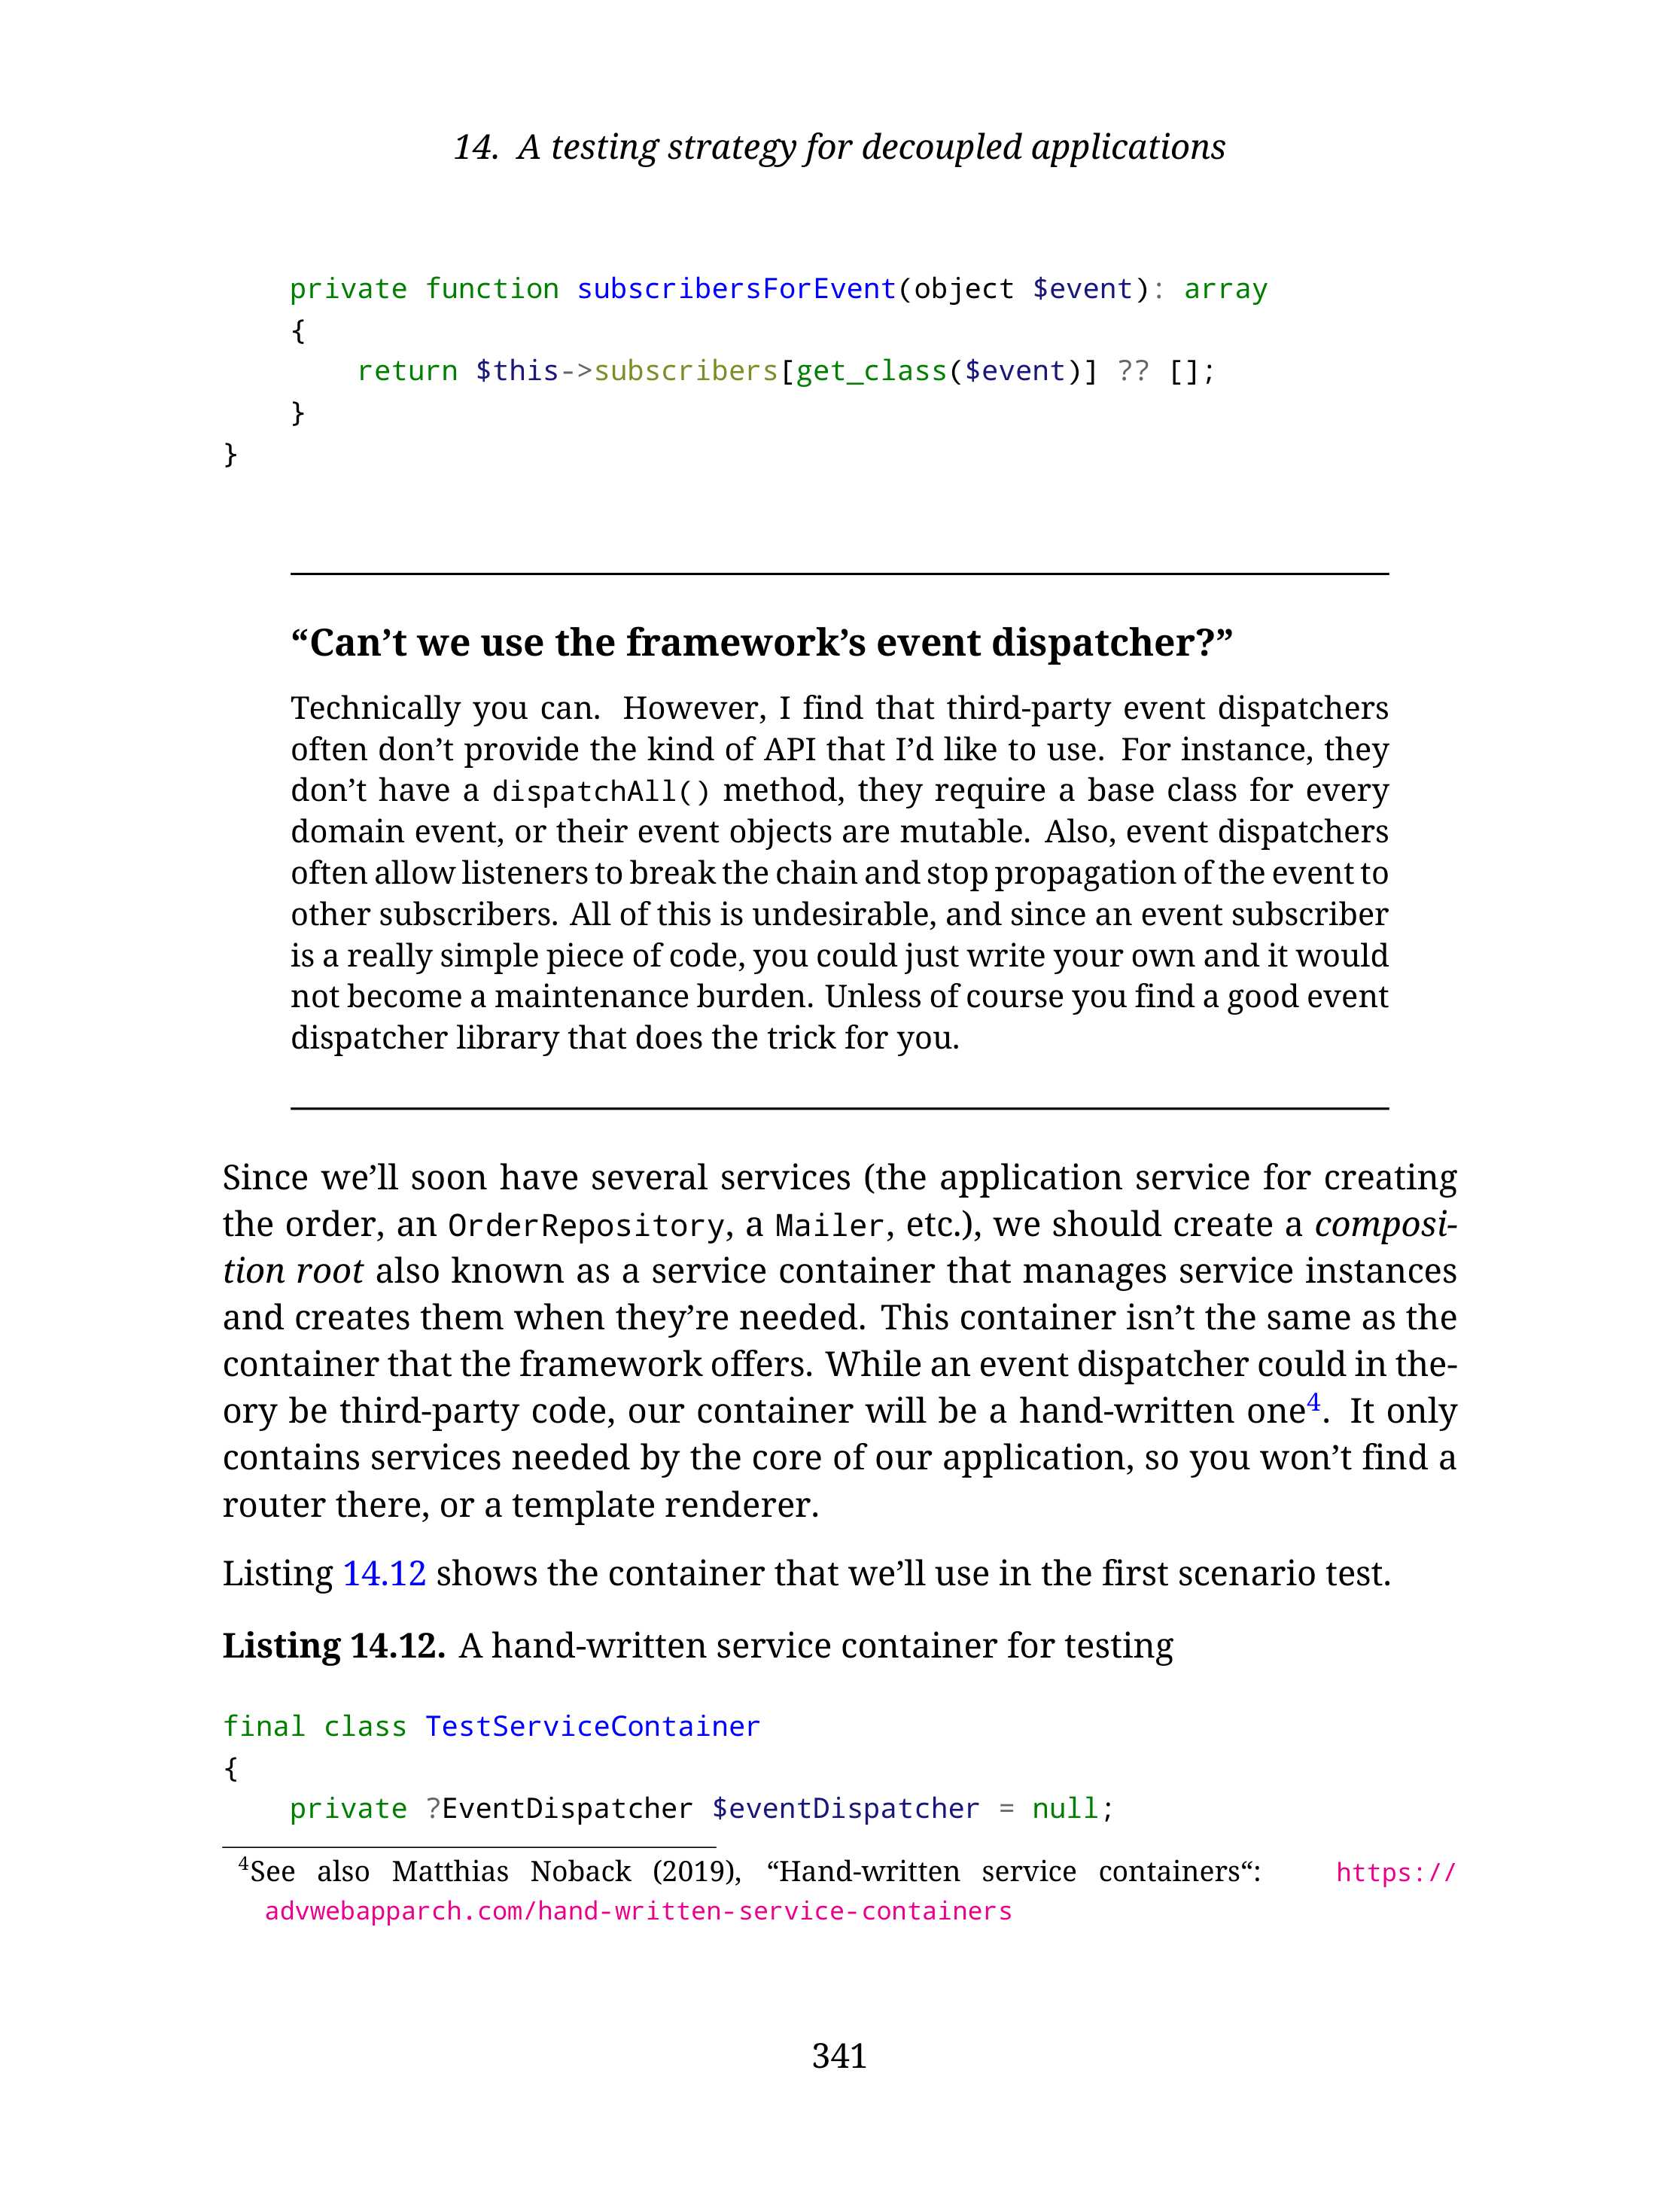 14. A testing strategy for decoupled applications
    private function subscribersForEvent(object $event): array
    {
        return $this->subscribers[get_class($event)] ?? [];
    }
}
“Can’t we use the framework’s event dispatcher?”
Technically you can. However, I find that third-party event dispatchers
often don’t provide the kind of API that I’d like to use. For instance, they
don’t have a dispatchAll() method, they require a base class for every
domain event, or their event objects are mutable. Also, event dispatchers
often allow listeners to break the chain and stop propagation of the event to
other subscribers. All of this is undesirable, and since an event subscriber
is a really simple piece of code, you could just write your own and it would
not become a maintenance burden. Unless of course you find a good event
dispatcher library that does the trick for you.
Since we’ll soon have several services (the application service for creating
the order, an OrderRepository, a Mailer, etc.), we should create a composi-
tion root also known as a service container that manages service instances
and creates them when they’re needed. This container isn’t the same as the
container that the framework offers. While an event dispatcher could in the-
ory be third-party code, our container will be a hand-written one4. It only
contains services needed by the core of our application, so you won’t find a
router there, or a template renderer.
Listing 14.12 shows the container that we’ll use in the first scenario test.
Listing 14.12. A hand-written service container for testing
final class TestServiceContainer
{
    private ?EventDispatcher $eventDispatcher = null;
4See also Matthias Noback (2019), “Hand-written service containers“: https://
advwebapparch.com/hand-written-service-containers
341